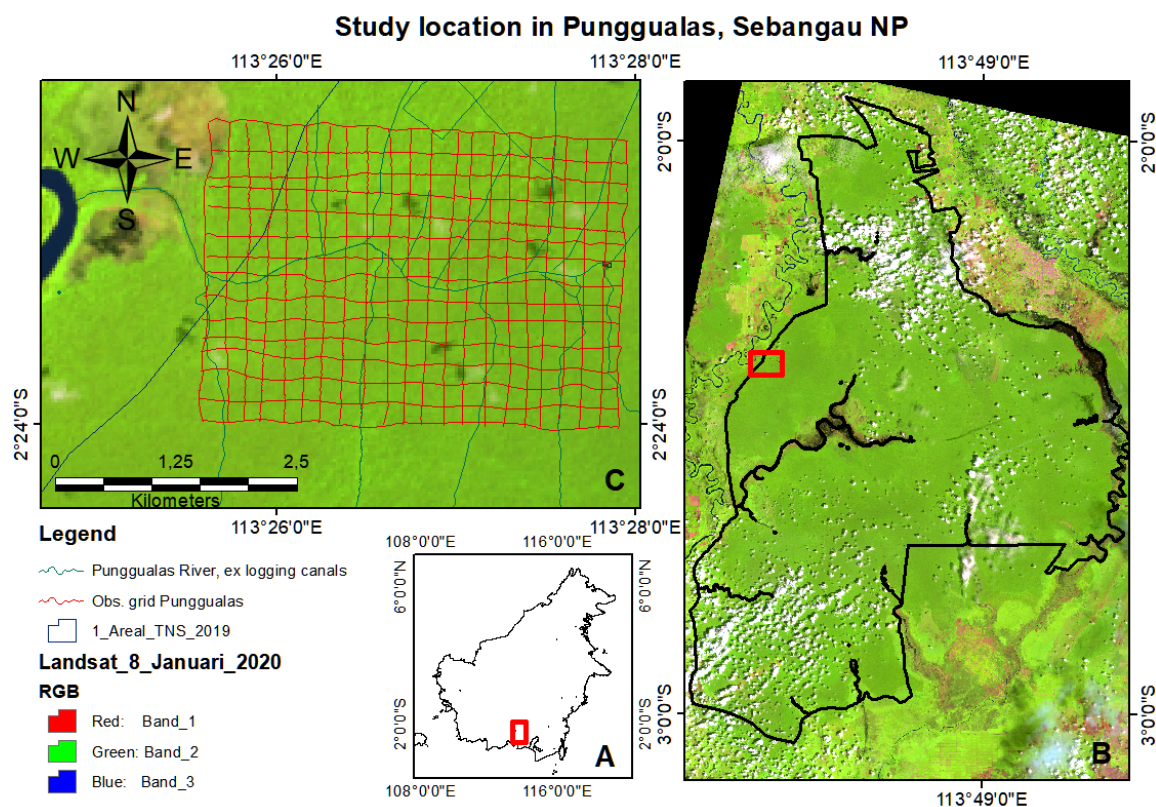 Study location in Punggualas, Sebangau NP
113°26'0"E
113°28'0"E
113°49'0"E
N
W
E
S
2°24'0"S
2°24'0"S
0
1,25
2,5
Kilometers
C
113°26'0"E
113°28'0"E
2°0'0"S
2°0'0"S
3°0'0"S
3°0'0"S
B
113°49'0"E
Legend
Punggualas River, ex logging canals
Obs. grid Punggualas
1_Areal_TNS_2019
Landsat_8_Januari_2020
RGB
Red: Band_1
Green: Band_2
Blue: Band_3
108°0'0"E
116°0'0"E
6°0'0"N
6°0'0"N
2°0'0"S
2°0'0"S
A
108°0'0"E
116°0'0"E